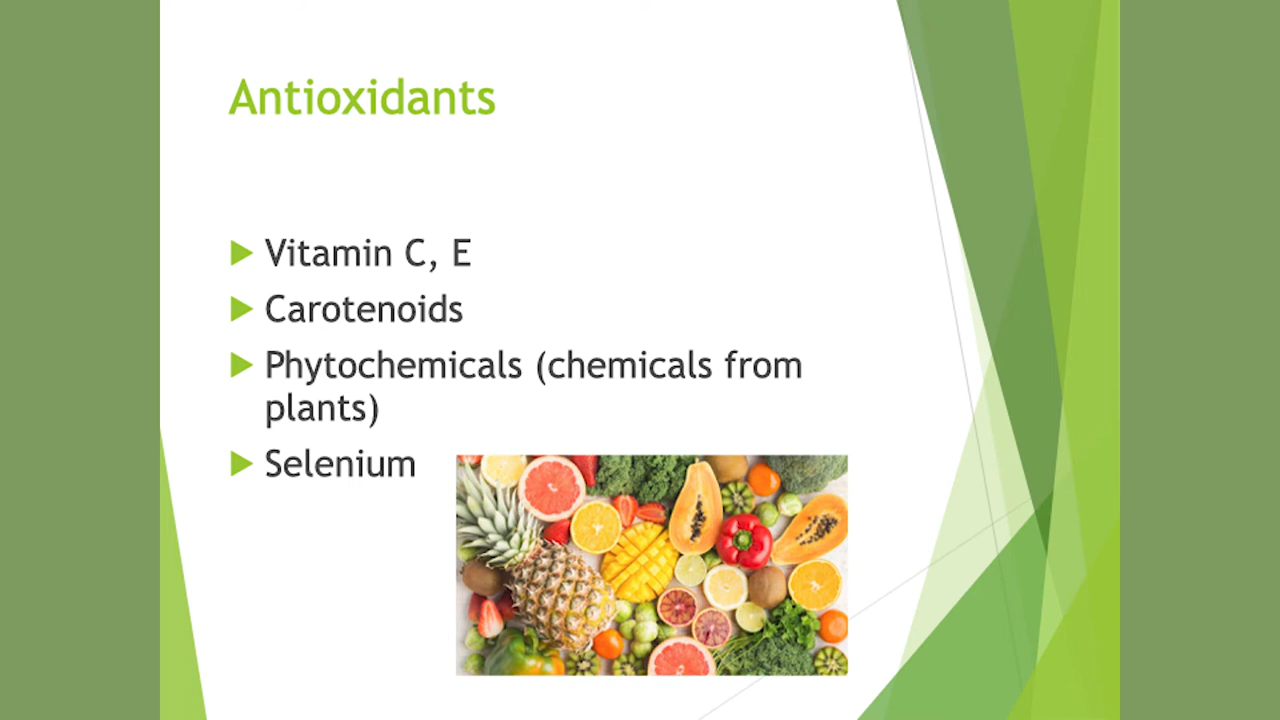 Antioxidants
Vitamin C, E
Carotenoids
Phytochemicals (chemicals from
plants)
Selenium